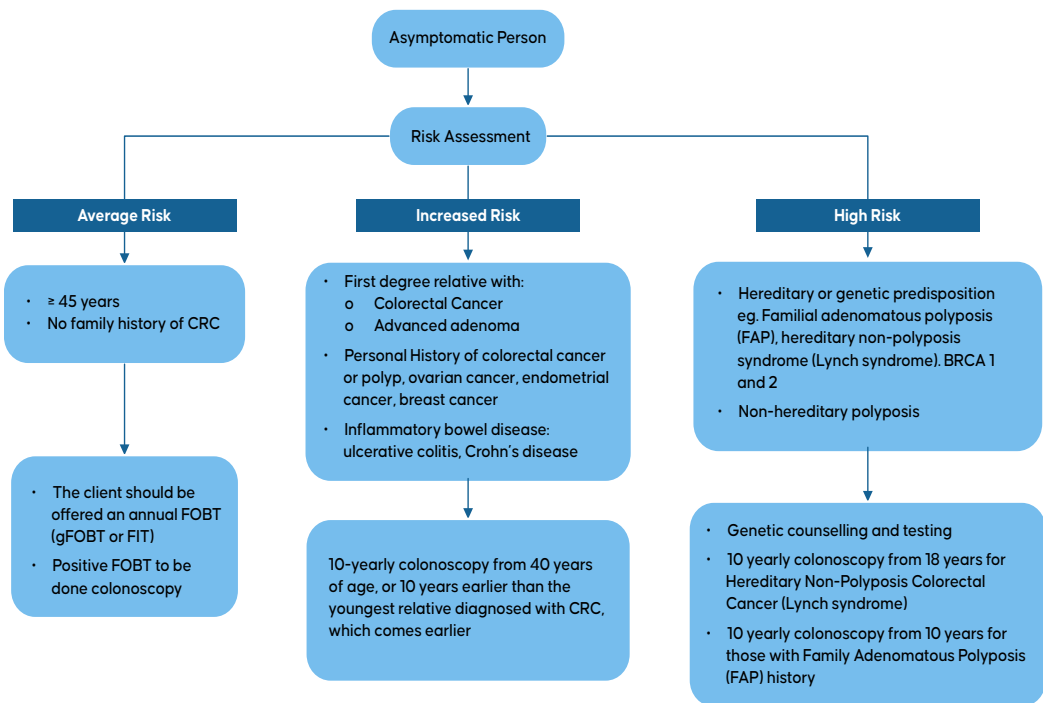 Asymptomatic Person
Risk Assessment
Average Risk
• ≥ 45 years
• No family history of CRC
• The client should be
offered an annual FOBT
(gFOBT or FIT)
• Positive FOBT to be
done colonoscopy
Increased Risk
• First degree relative with:
o Colorectal Cancer
o Advanced adenoma
• Personal History of colorectal cancer
or polyp, ovarian cancer, endometrial
cancer, breast cancer
• Inflammatory bowel disease:
ulcerative colitis, Crohn's disease
10-yearly colonoscopy from 40 years
of age, or 10 years earlier than the
youngest relative diagnosed with CRC,
which comes earlier
High Risk
• Hereditary or genetic predisposition
eg. Familial adenomatous polyposis
(FAP), hereditary non-polyposis
syndrome (Lynch syndrome). BRCA 1
and 2
• Non-hereditary polyposis
• Genetic counselling and testing
• 10 yearly colonoscopy from 18 years for
Hereditary Non-Polyposis Colorectal
Cancer (Lynch syndrome)
• 10 yearly colonoscopy from 10 years for
those with Family Adenomatous Polyposis
(FAP) history